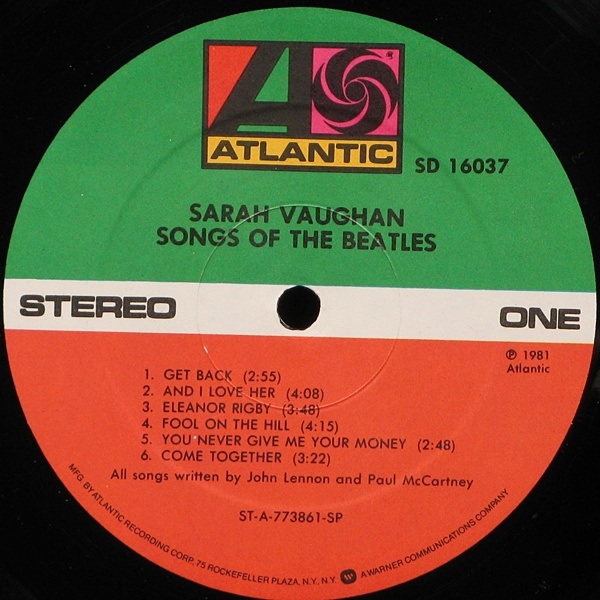 ATLANTIC
SD 16037
SARAH VAUGHAN
SONGS OF THE BEATLES
STEREO
ONE
℗ 1981
Atlantic
1. GET BACK (2:55)
2. AND I LOVE HER (4:08)
3. ELEANOR RIGBY (3:48)
4. FOOL ON THE HILL (4:15)
5. YOU NEVER GIVE ME YOUR MONEY (2:48)
6. COME TOGETHER (3:22)
All songs written by John Lennon and Paul McCartney
ST-A-773861-SP
MFG. BY ATLANTIC RECORDING CORP., 75 ROCKEFELLER PLAZA, N.Y., N.Y. A WARNER COMMUNICATIONS COMPANY